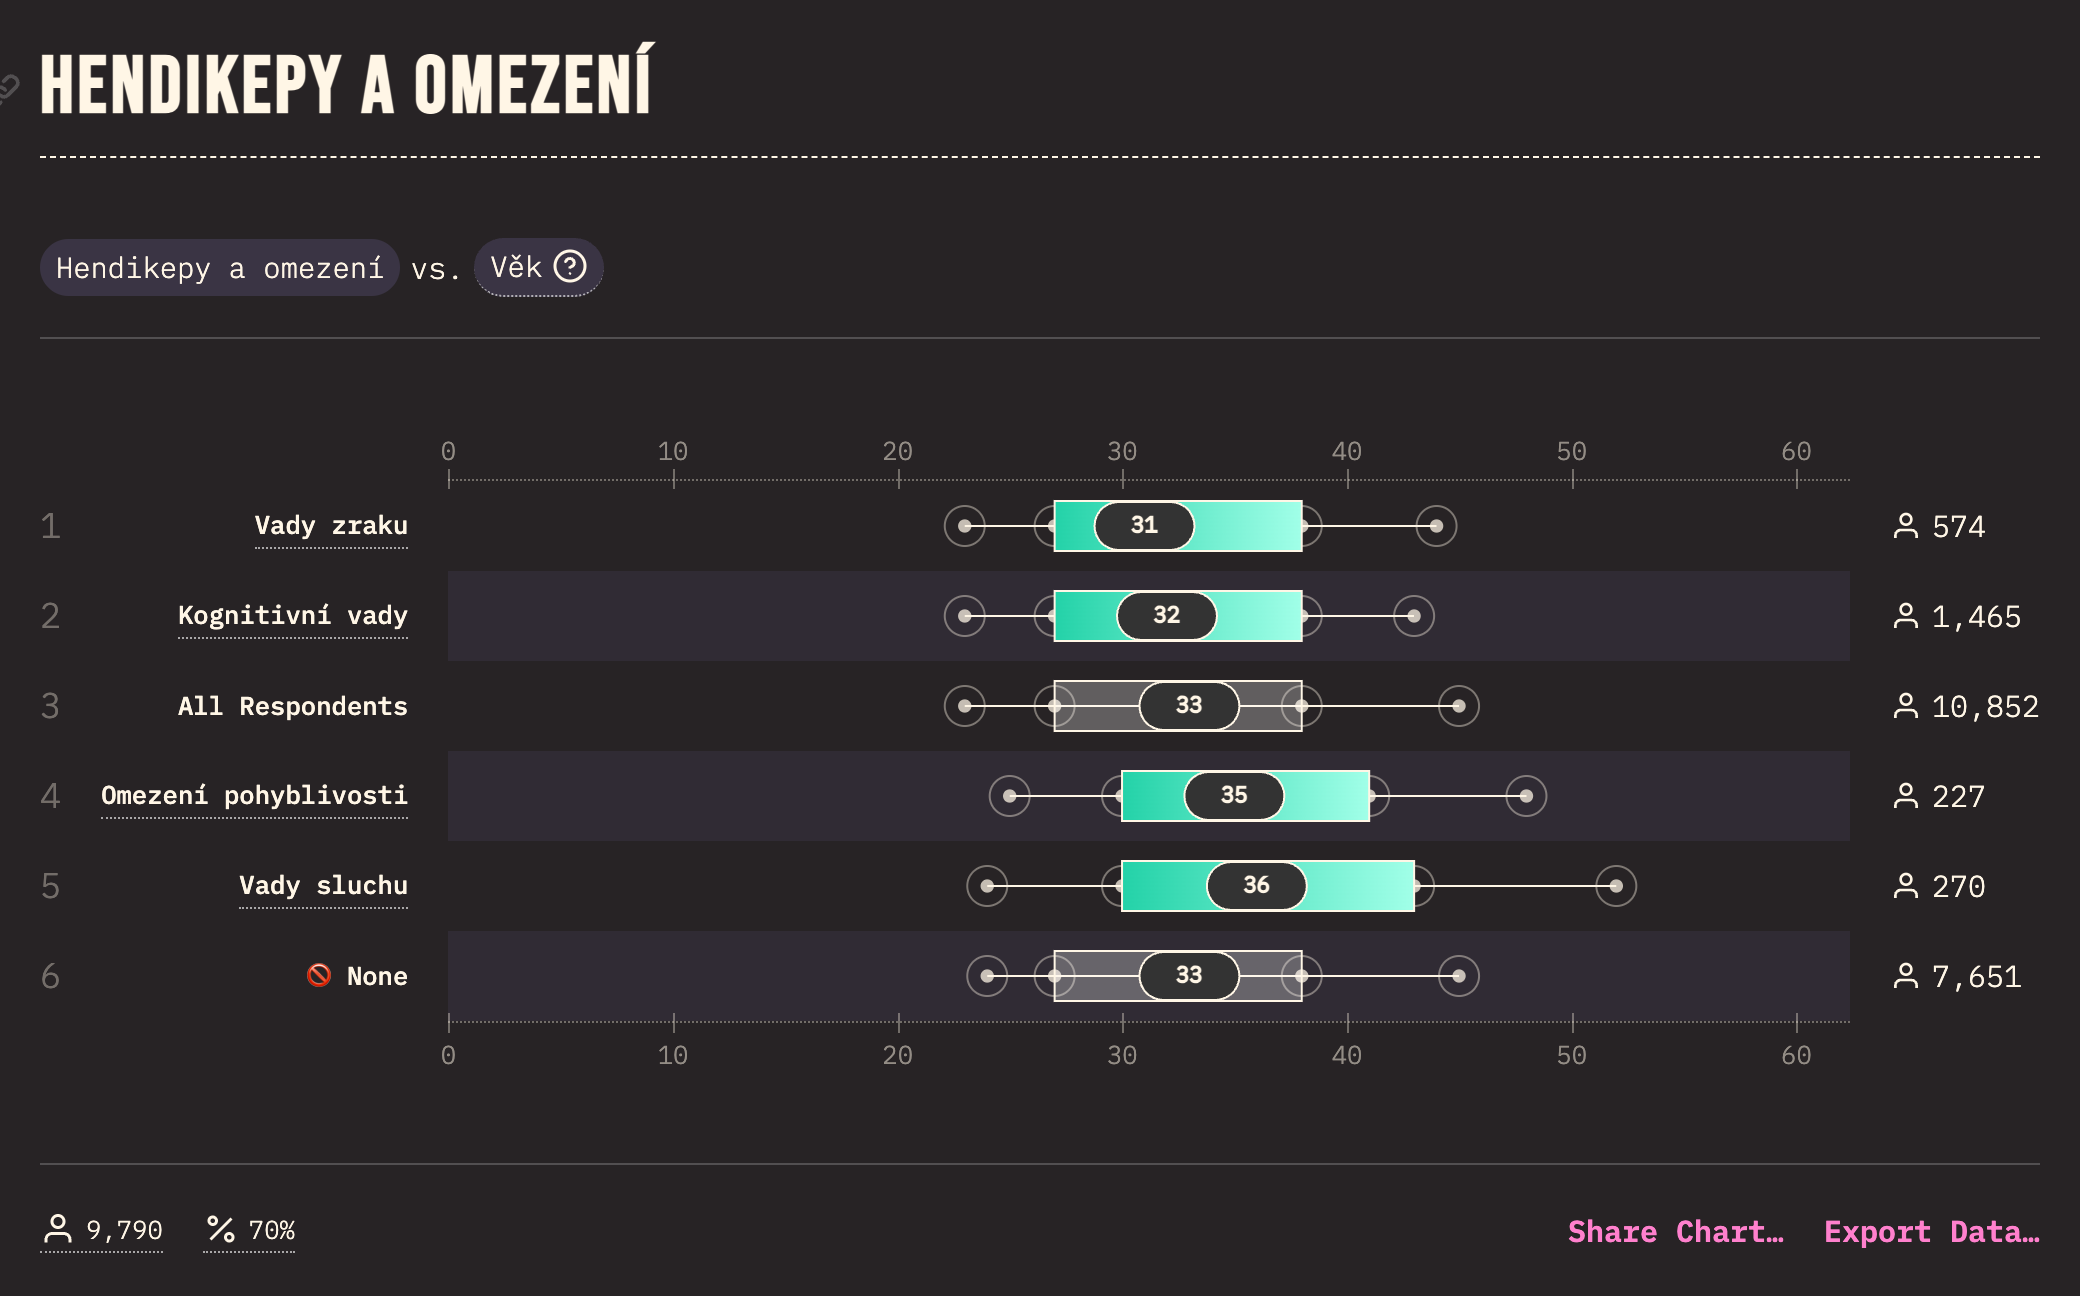 HENDIKEPY A OMEZENÍ
Hendikepy a omezení vs. Věk
0 10 20 30 40 50 60
1 Vady zraku 31 574
2 Kognitivní vady 32 1,465
3 All Respondents 33 10,852
4 Omezení pohyblivosti 35 227
5 Vady sluchu 36 270
6 None 33 7,651
0 10 20 30 40 50 60
9,790 70% Share Chart… Export Data…